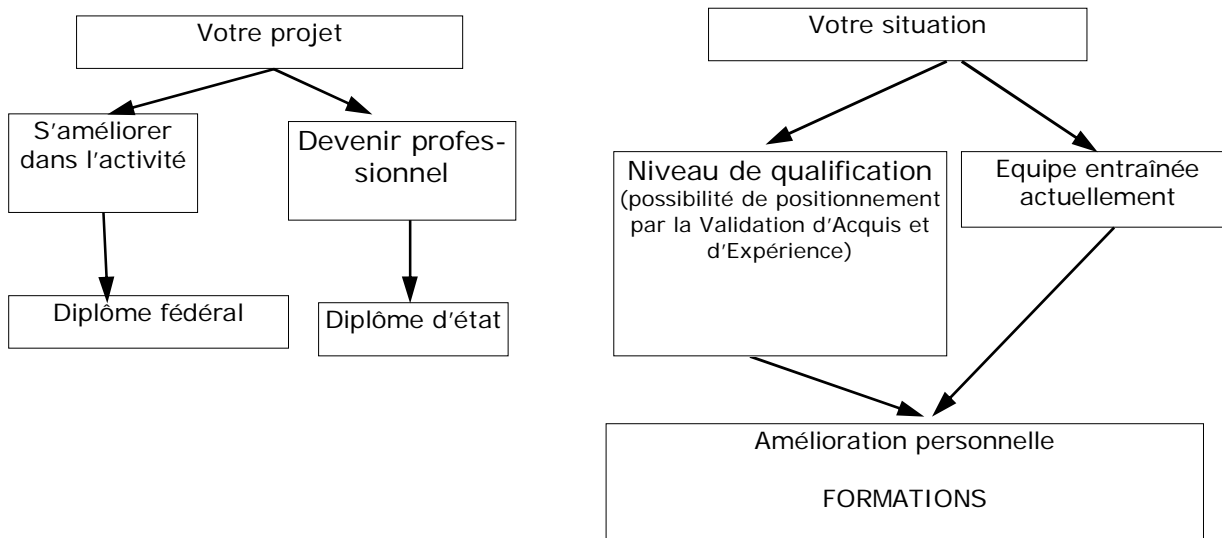 Votre projet
Votre situation
S'améliorer
dans l'activité
Devenir profes-
sionnel
Niveau de qualification
(possibilité de positionnement
par la Validation d'Acquis et
d'Expérience)
Equipe entraînée
actuellement
Diplôme fédéral
Diplôme d'état
Amélioration personnelle
FORMATIONS